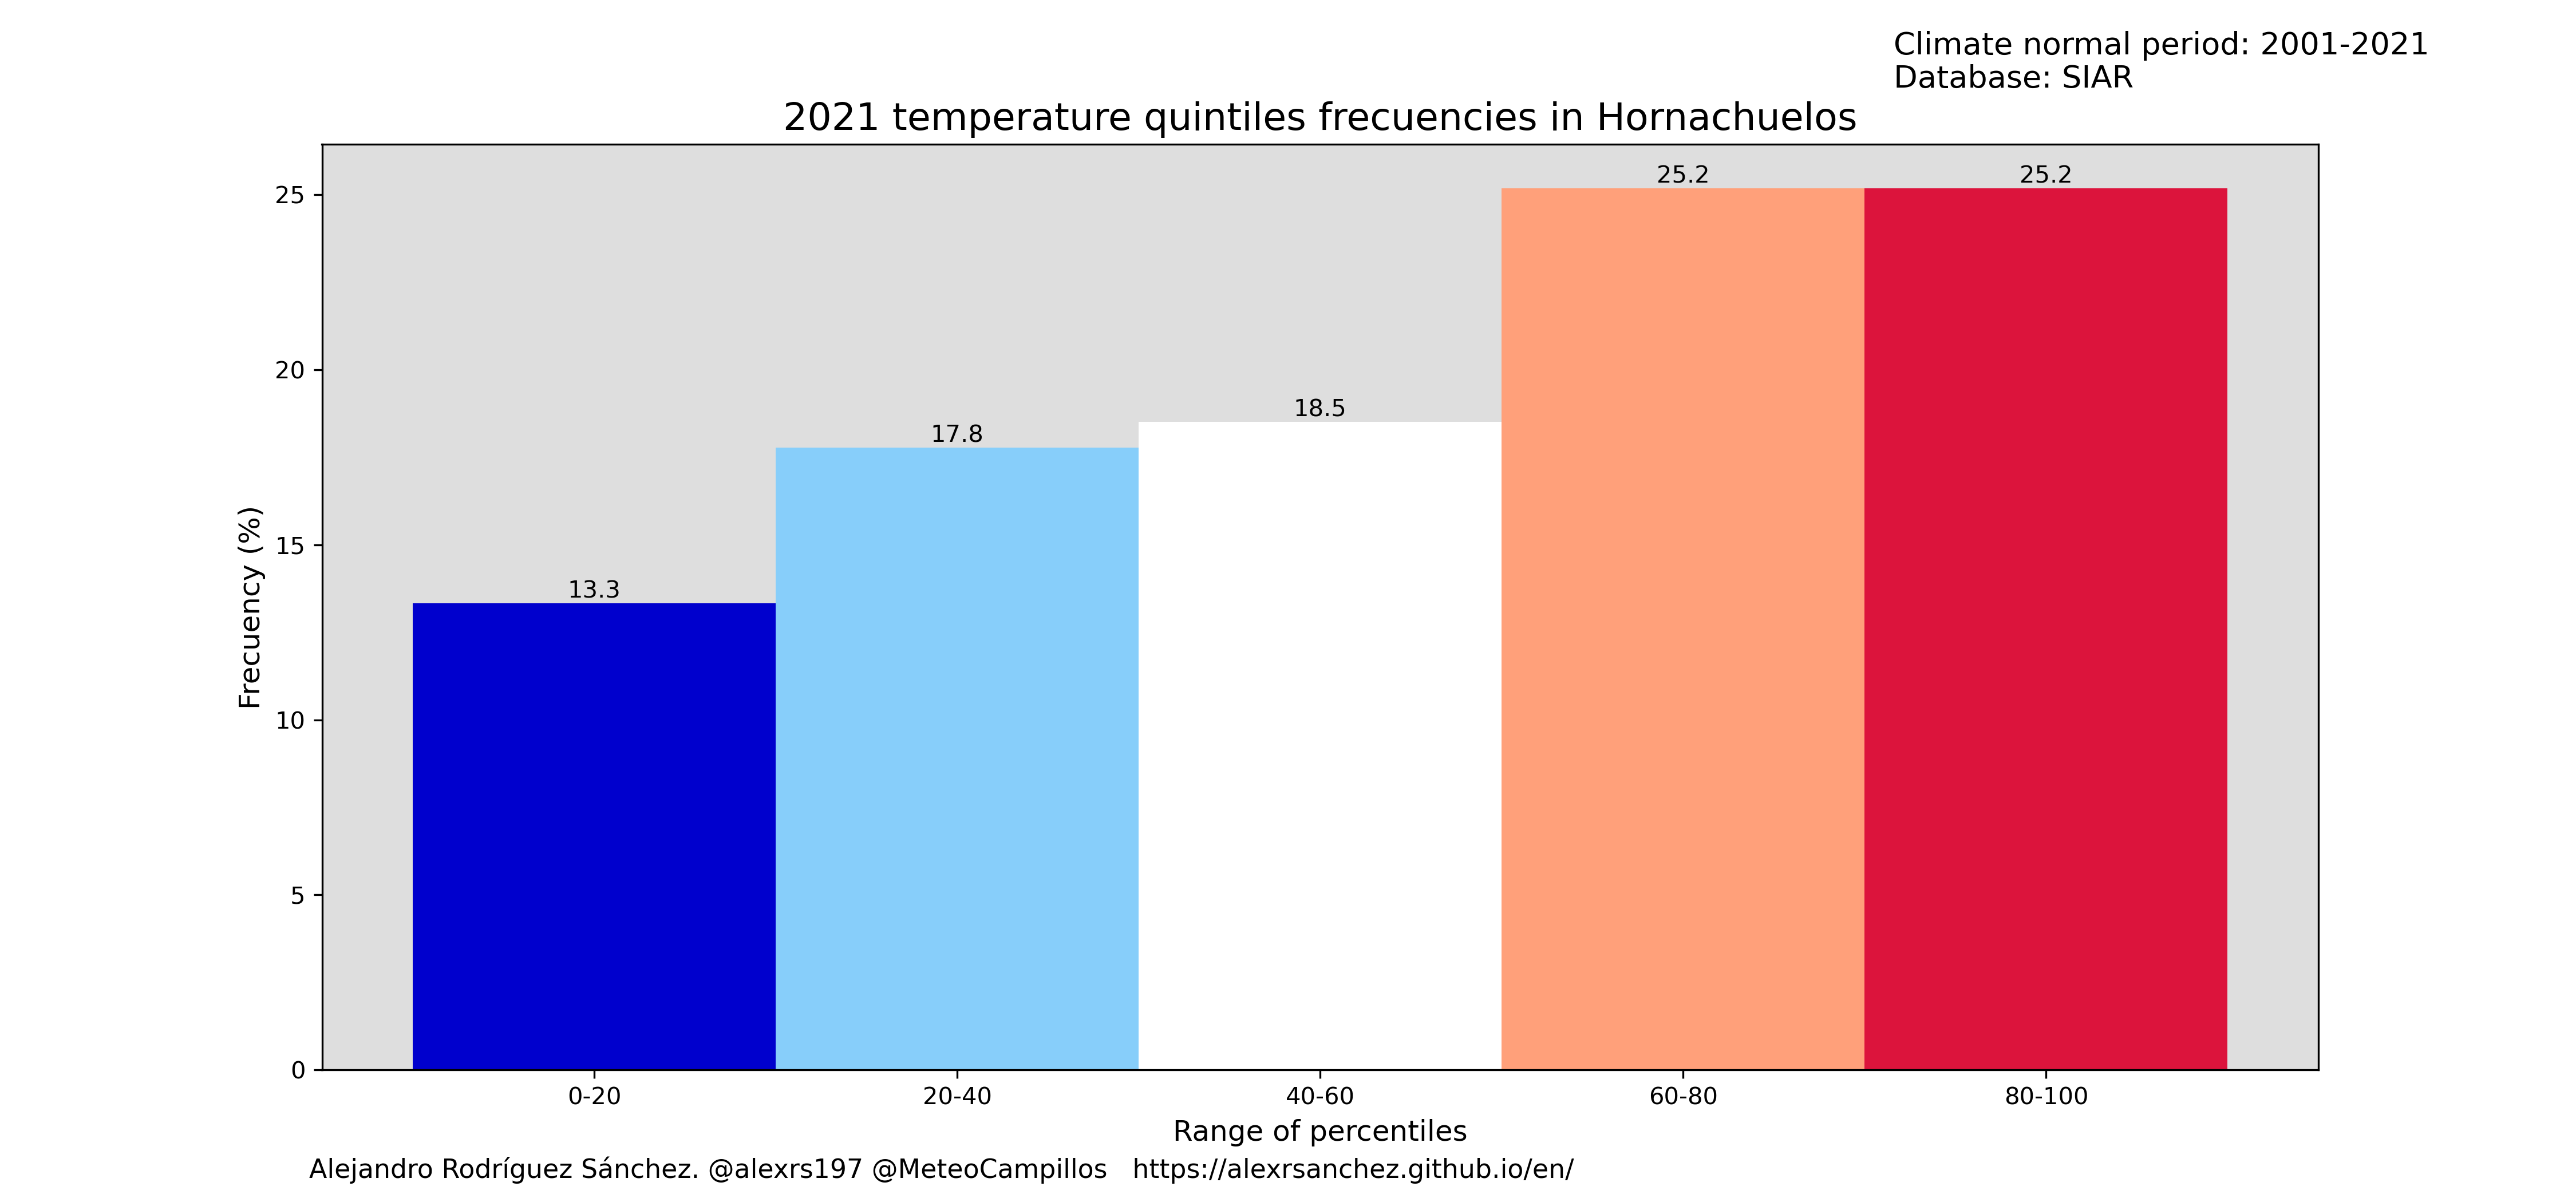 Climate normal period: 2001-2021
Database: SIAR
2021 temperature quintiles frecuencies in Hornachuelos
25.2
25.2
25
20
18.5
17.8
Frecuency (%)
15
13.3
10
5
0
0-20
20-40
40-60
60-80
80-100
Range of percentiles
Alejandro Rodríguez Sánchez. @alexrs197 @MeteoCampillos   https://alexrsanchez.github.io/en/